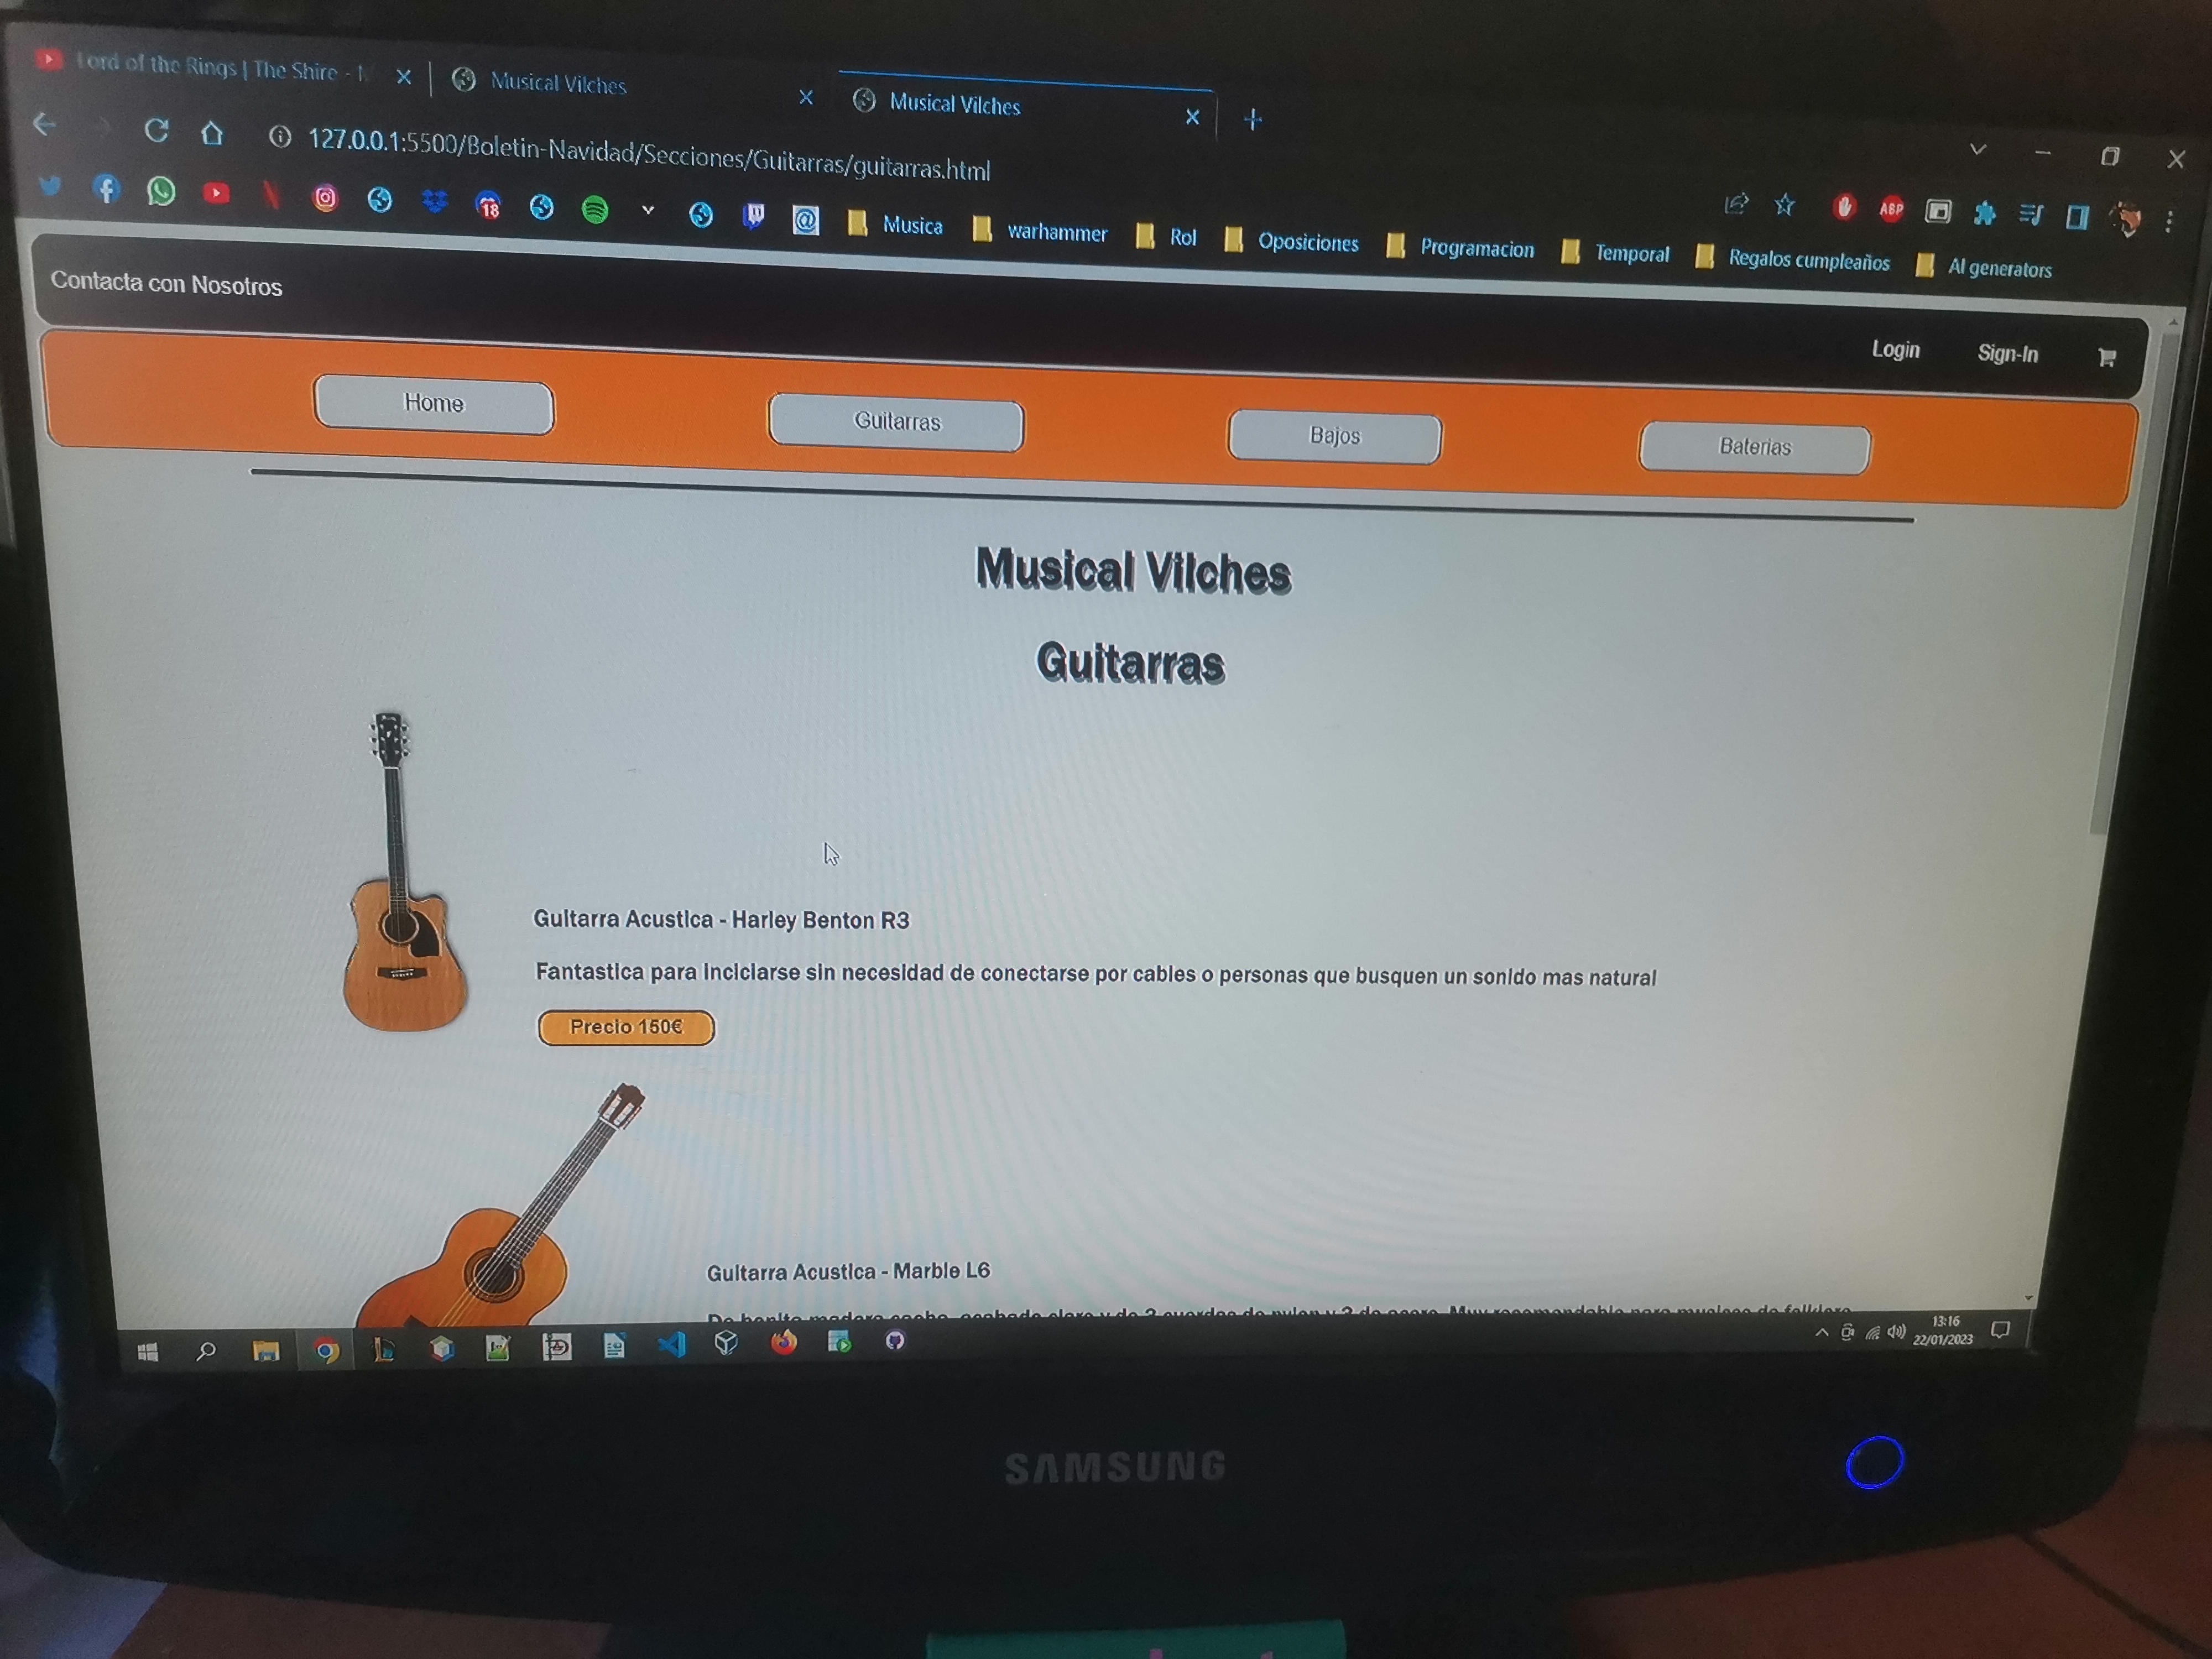 Lord of the Rings | The Shire -
Musical Vilches
Musical Vilches
127.0.0.1:5500/Boletin-Navidad/Secciones/Guitarras/guitarras.html
18
ABP
Musica
warhammer
Rol
Oposiciones
Programacion
Temporal
Regalos cumpleaños
AI generators
Contacta con Nosotros
Login
Sign-In
Home
Guitarras
Bajos
Baterias
Musical Vilches
Guitarras
Guitarra Acustica - Harley Benton R3
Fantastica para inciciarse sin necesidad de conectarse por cables o personas que busquen un sonido mas natural
Precio 150€
Guitarra Acustica - Marble L6
13:16
22/01/2023
SAMSUNG